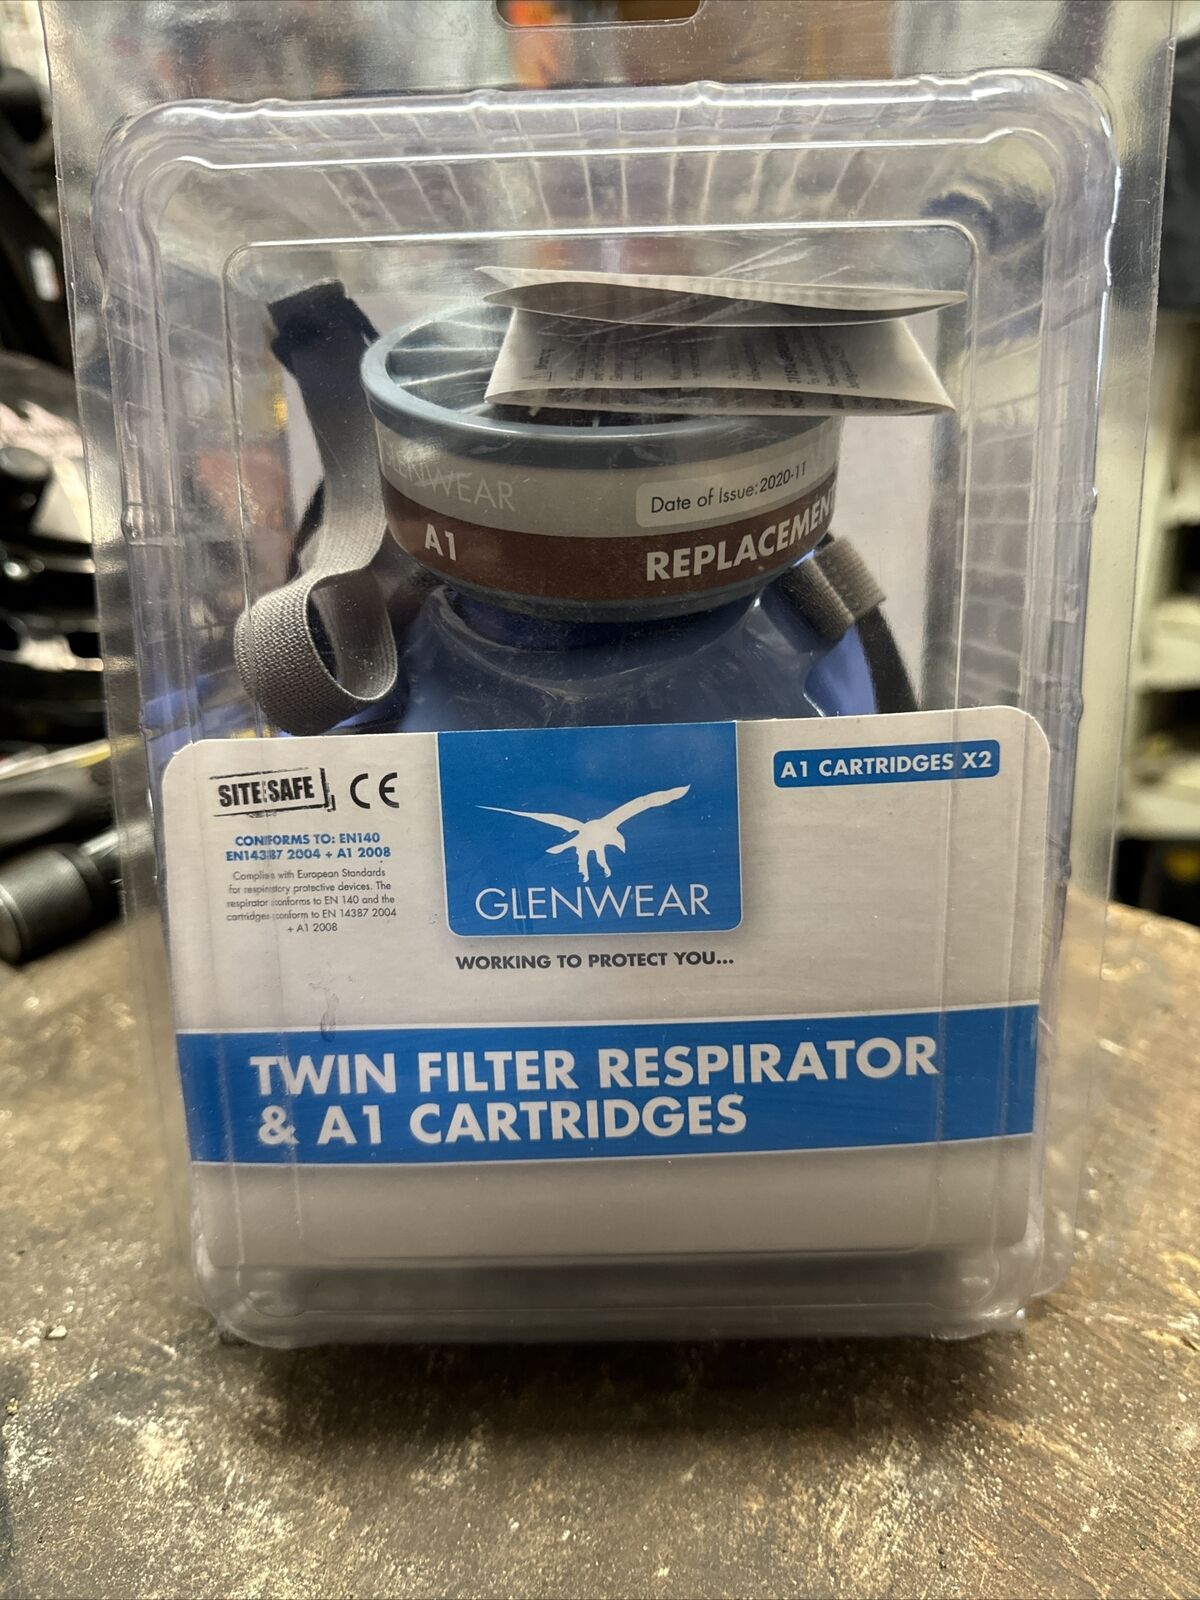 GLENWEAR
Date of Issue: 2020-11
A1
REPLACEMEN
SITE SAFE
CE
A1 CARTRIDGES X2
CONFORMS TO: EN140
EN14387 2004 + A1 2008
Complies with European Standards
for respiratory protective devices. The
respirator conforms to EN 140 and the
cartridges conform to EN 14387 2004
+ A1 2008
GLENWEAR
WORKING TO PROTECT YOU...
TWIN FILTER RESPIRATOR
& A1 CARTRIDGES